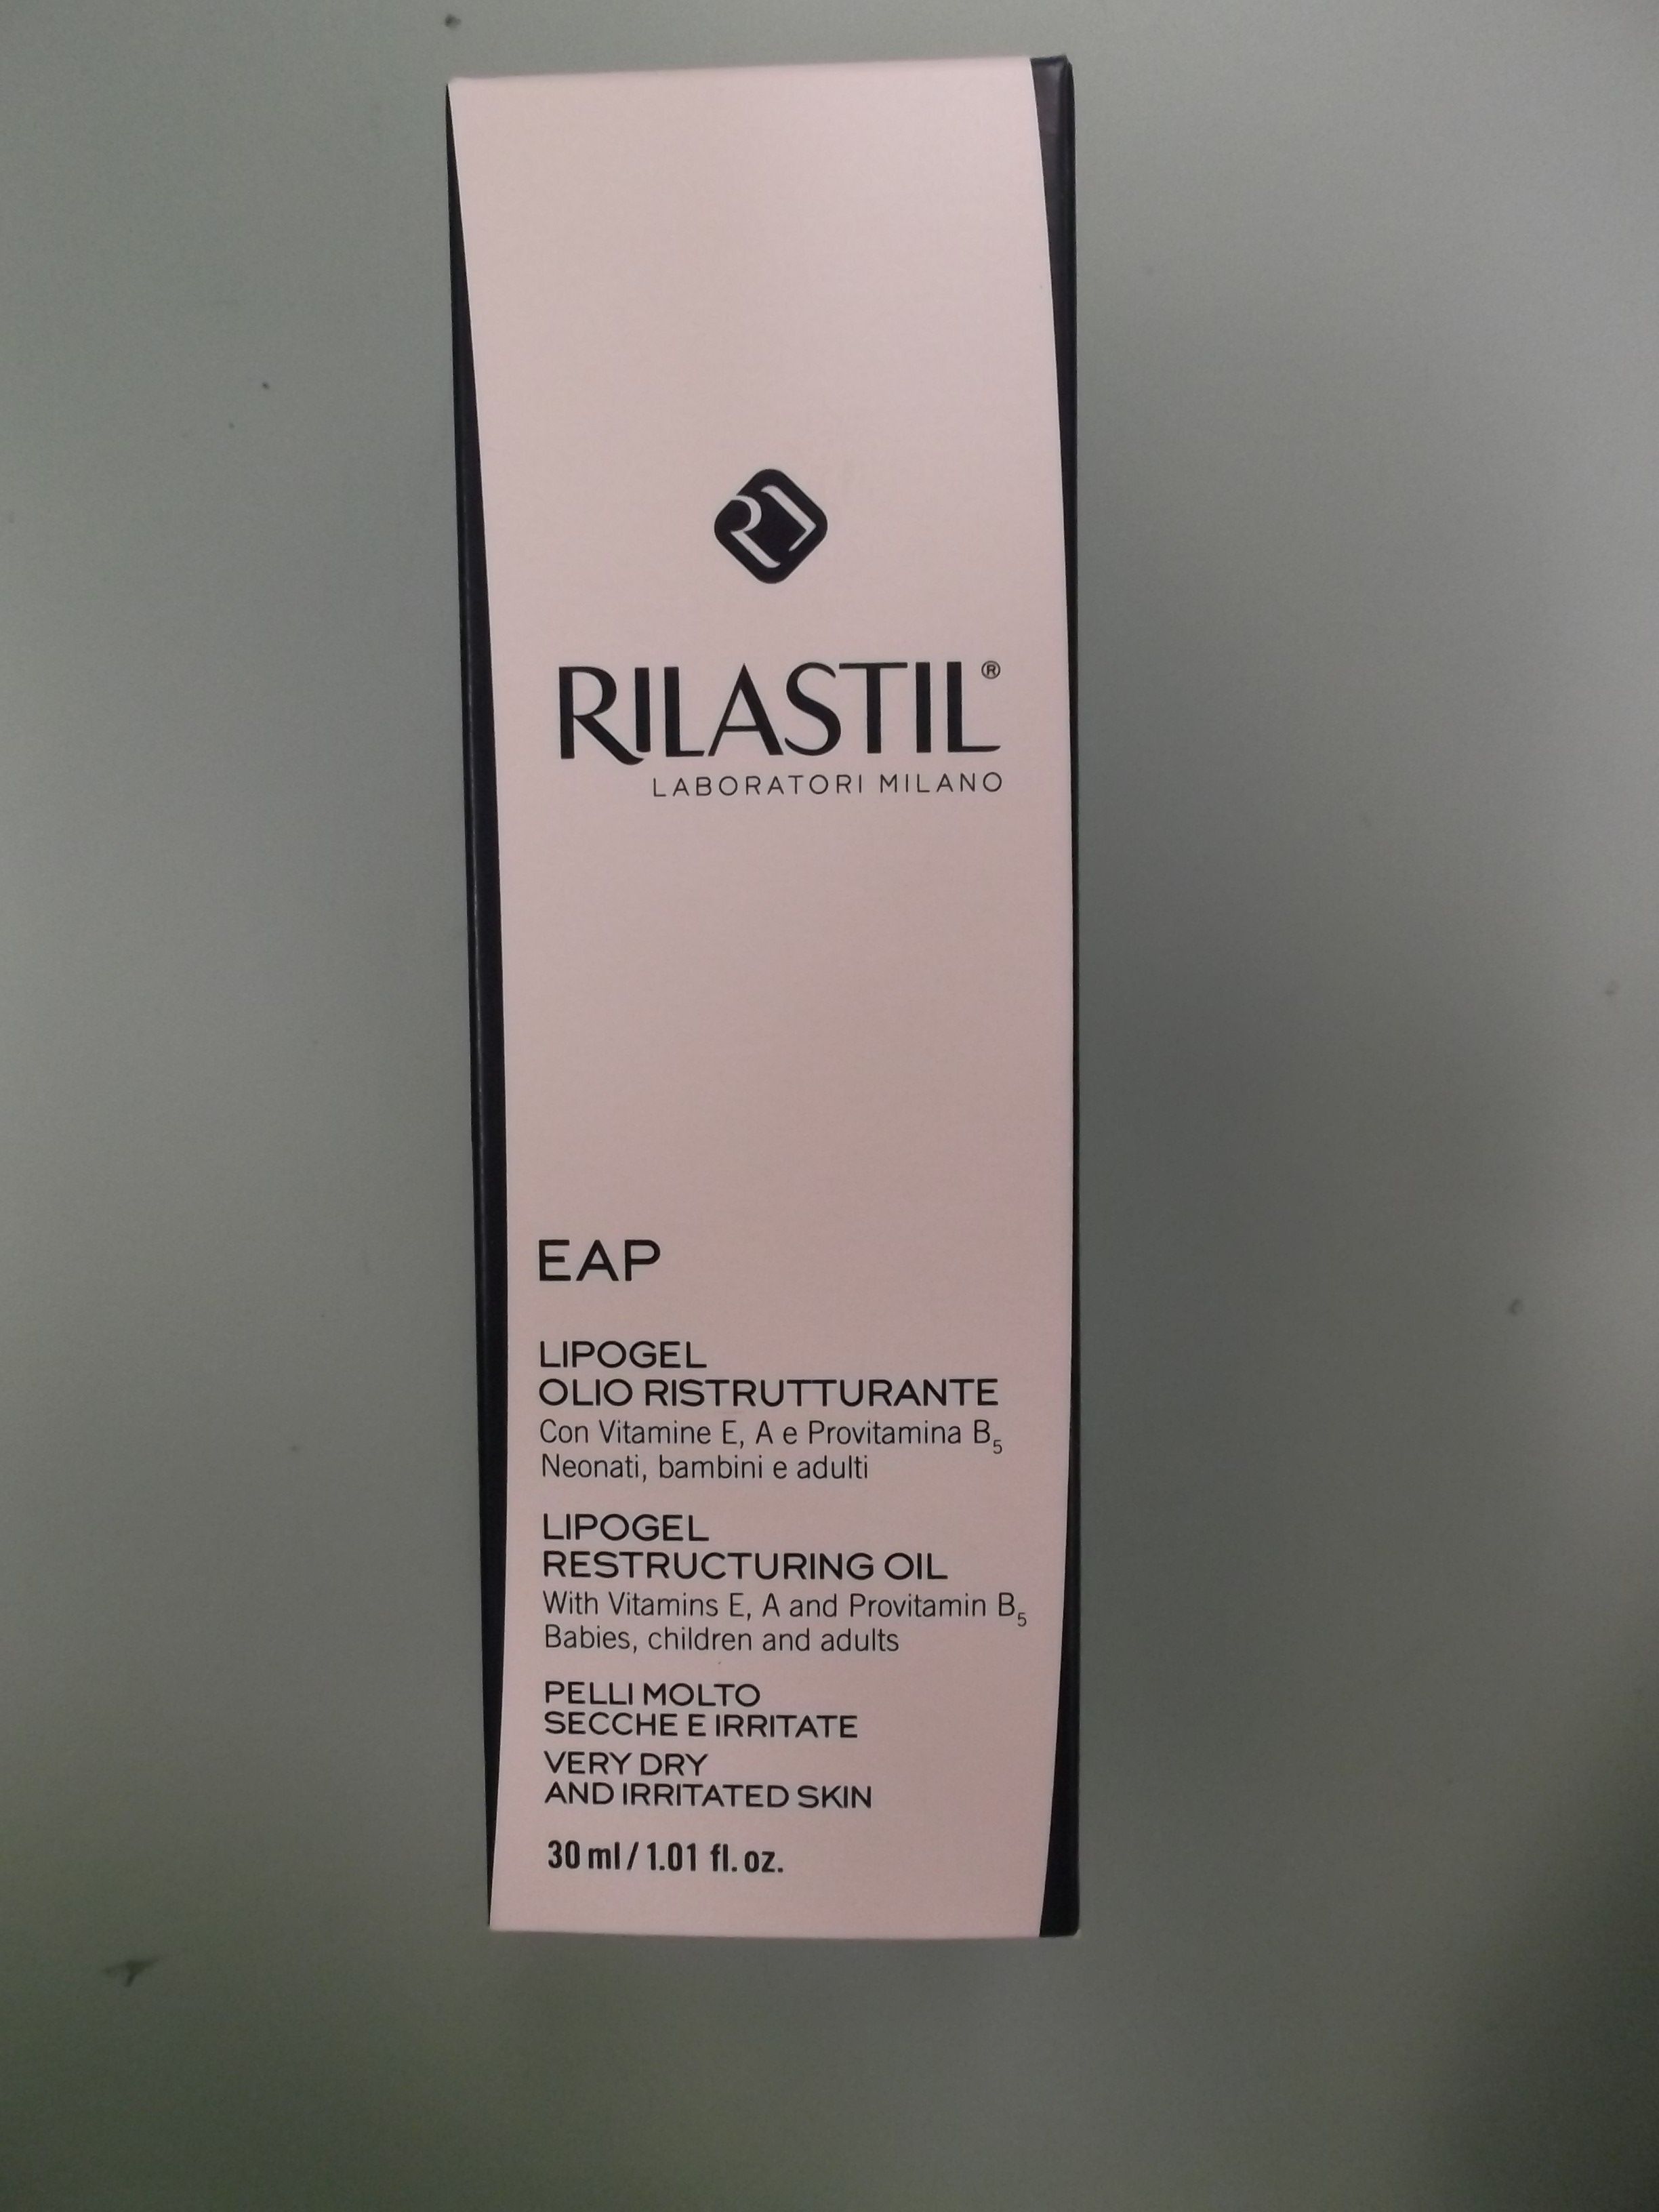 RILASTIL®
LABORATORI MILANO
EAP
LIPOGEL
OLIO RISTRUTTURANTE
Con Vitamine E, A e Provitamina B₅
Neonati, bambini e adulti
LIPOGEL
RESTRUCTURING OIL
With Vitamins E, A and Provitamin B₅
Babies, children and adults
PELLI MOLTO
SECCHE E IRRITATE
VERY DRY
AND IRRITATED SKIN
30 ml / 1.01 fl. oz.